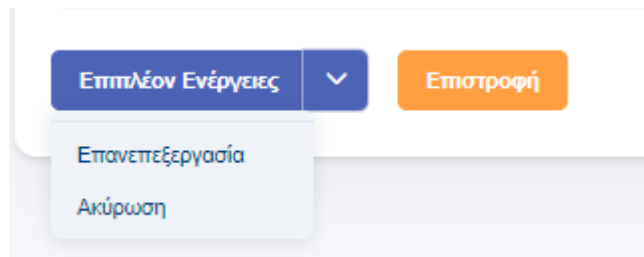 Επιπλέον Ενέργειες
Επιστροφή
Επανεπεξεργασία
Ακύρωση